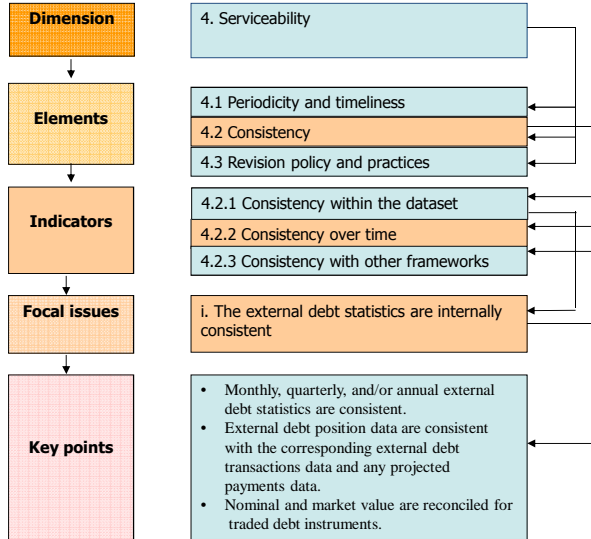 Dimension
4. Serviceability
Elements
4.1 Periodicity and timeliness
4.2 Consistency
4.3 Revision policy and practices
Indicators
4.2.1 Consistency within the dataset
4.2.2 Consistency over time
4.2.3 Consistency with other frameworks
Focal issues
i. The external debt statistics are internally
consistent
Key points
• Monthly, quarterly, and/or annual external
debt statistics are consistent.
• External debt position data are consistent
with the corresponding external debt
transactions data and any projected
payments data.
• Nominal and market value are reconciled for
traded debt instruments.